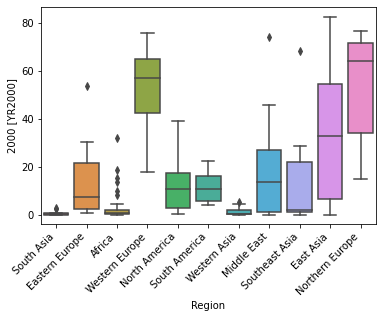 2000 [YR2000]
80
60
40
20
0
South Asia
Eastern Europe
Africa
Western Europe
North America
South America
Western Asia
Middle East
Southeast Asia
East Asia
Northern Europe
Region